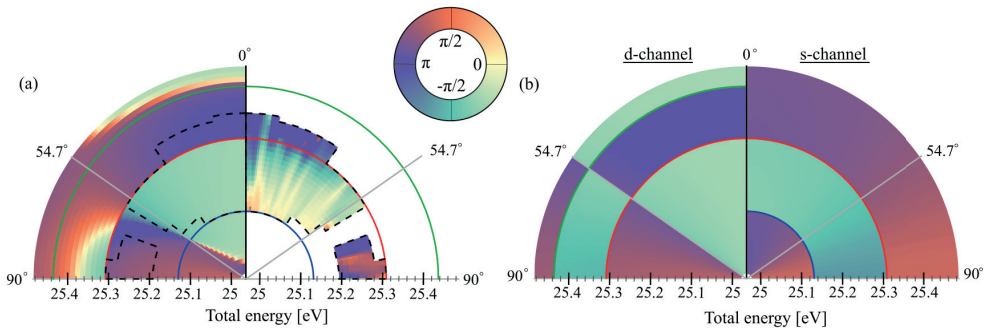 (a)
0°
54.7°
54.7°
90°
90°
25.4 25.3 25.2 25.1 25 25 25.1 25.2 25.3 25.4
Total energy [eV]
π/2
π 0
-π/2
(b)
d-channel 0° s-channel
54.7°
54.7°
90°
90°
25.4 25.3 25.2 25.1 25 25 25.1 25.2 25.3 25.4
Total energy [eV]